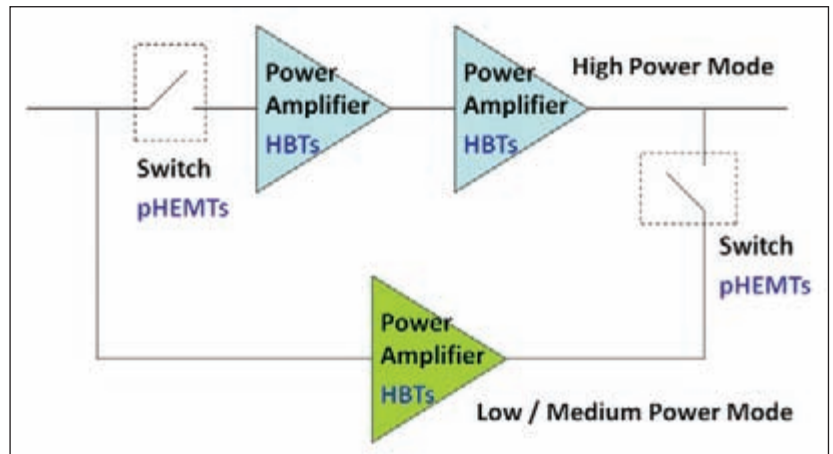 Power
Amplifier
HBTs
Power
Amplifier
HBTs
High Power Mode
Switch
pHEMTs
Switch
pHEMTs
Power
Amplifier
HBTs
Low / Medium Power Mode